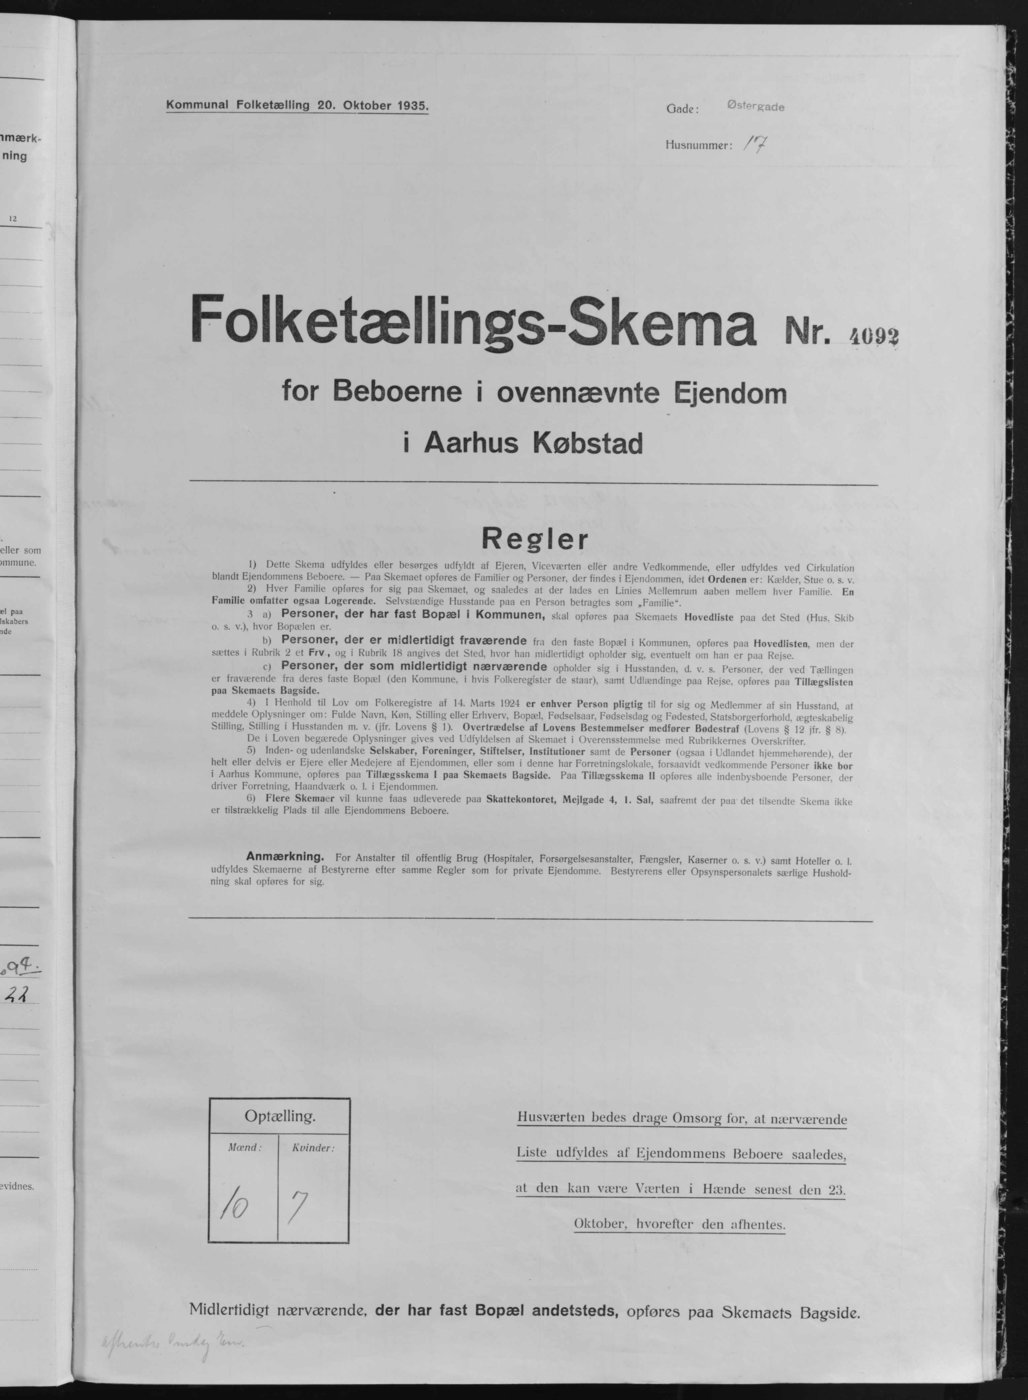 nmærk-
ning
12
eller som
ommune.
el paa
lskabers
nde
94.
22
evidnes.
Kommunal Folketælling 20. Oktober 1935.
Gade: Østergade
Husnummer: 17
Folketællings-Skema Nr. 4092
for Beboerne i ovennævnte Ejendom
i Aarhus Købstad
Regler
1) Dette Skema udfyldes eller besørges udfyldt af Ejeren, Viceværten eller andre Vedkommende, eller udfyldes ved Cirkulation
blandt Ejendommens Beboere. — Paa Skemaet opføres de Familier og Personer, der findes i Ejendommen, idet Ordenen er: Kælder, Stue o. s. v.
2) Hver Familie opføres for sig paa Skemaet, og saaledes at der lades en Linies Mellemrum aaben mellem hver Familie. En
Familie omfatter ogsaa Logerende. Selvstændige Husstande paa en Person betragtes som „Familie“.
3 a) Personer, der har fast Bopæl i Kommunen, skal opføres paa Skemaets Hovedliste paa det Sted (Hus, Skib
o. s. v.), hvor Bopælen er.
b) Personer, der er midlertidigt fraværende fra den faste Bopæl i Kommunen, opføres paa Hovedlisten, men der
sættes i Rubrik 2 et Frv., og i Rubrik 18 angives det Sted, hvor han midlertidigt opholder sig, eventuelt om han er paa Rejse.
c) Personer, der som midlertidigt nærværende opholder sig i Husstanden, d. v. s. Personer, der ved Tællingen
er fraværende fra deres faste Bopæl (den Kommune, i hvis Folkeregister de staar), samt Udlændinge paa Rejse, opføres paa Tillægslisten
paa Skemaets Bagside.
4) I Henhold til Lov om Folkeregistre af 14. Marts 1924 er enhver Person pligtig til for sig og Medlemmer af sin Husstand, at
meddele Oplysninger om: Fulde Navn, Køn, Stilling eller Erhverv, Bopæl, Fødselsaar, Fødselsdag og Fødested, Statsborgerforhold, ægteskabelig
Stilling, Stilling i Husstanden m. v. (jfr. Lovens § 1). Overtrædelse af Lovens Bestemmelser medfører Bødestraf (Lovens § 12 jfr. § 8).
De i Loven begærede Oplysninger gives ved Udfyldelsen af Skemaet i Overensstemmelse med Rubrikkernes Overskrifter.
5) Inden- og udenlandske Selskaber, Foreninger, Stiftelser, Institutioner samt de Personer (ogsaa i Udlandet hjemmehørende), der
helt eller delvis er Ejere eller Medejere af Ejendommen, eller som i denne har Forretningslokale, forsaavidt vedkommende Personer ikke bor
i Aarhus Kommune, opføres paa Tillægsskema I paa Skemaets Bagside. Paa Tillægsskema II opføres alle indenbysboende Personer, der
driver Forretning, Haandværk o. l. i Ejendommen.
6) Flere Skemaer vil kunne faas udleverede paa Skattekontoret, Mejlgade 4, 1. Sal, saafremt der paa det tilsendte Skema ikke
er tilstrækkelig Plads til alle Ejendommens Beboere.
Anmærkning. For Anstalter til offentlig Brug (Hospitaler, Forsørgelsesanstalter, Fængsler, Kaserner o. s. v.) samt Hoteller o. l.
udfyldes Skemaerne af Bestyrerne efter samme Regler som for private Ejendomme. Bestyrerens eller Opsynspersonalets særlige Hushold-
ning skal opføres for sig.
Optælling.
Mænd: Kvinder:
10 7
Husværten bedes drage Omsorg for, at nærværende
Liste udfyldes af Ejendommens Beboere saaledes,
at den kan være Værten i Hænde senest den 23.
Oktober, hvorefter den afhentes.
Midlertidigt nærværende, der har fast Bopæl andetsteds, opføres paa Skemaets Bagside.